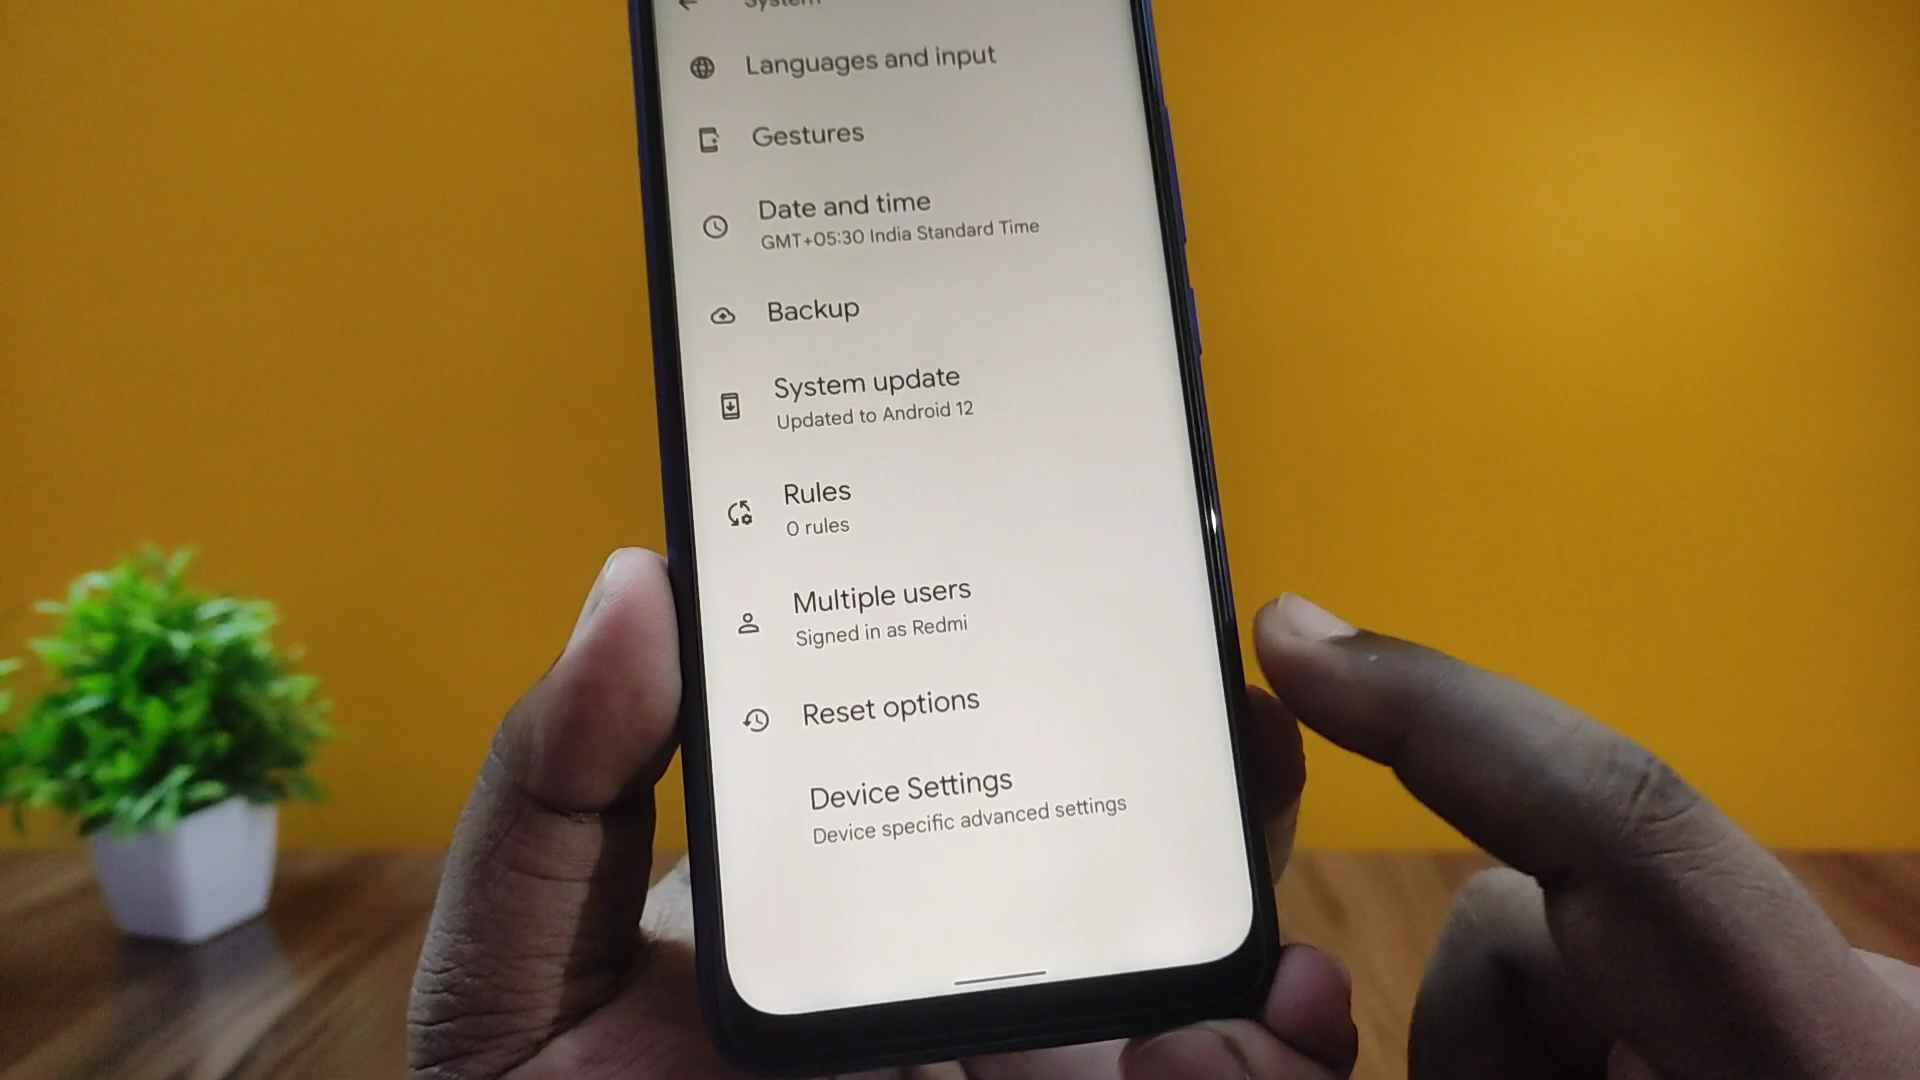 System
Languages and input
Gestures
Date and time
GMT+05:30 India Standard Time
Backup
System update
Updated to Android 12
Rules
0 rules
Multiple users
Signed in as Redmi
Reset options
Device Settings
Device specific advanced settings